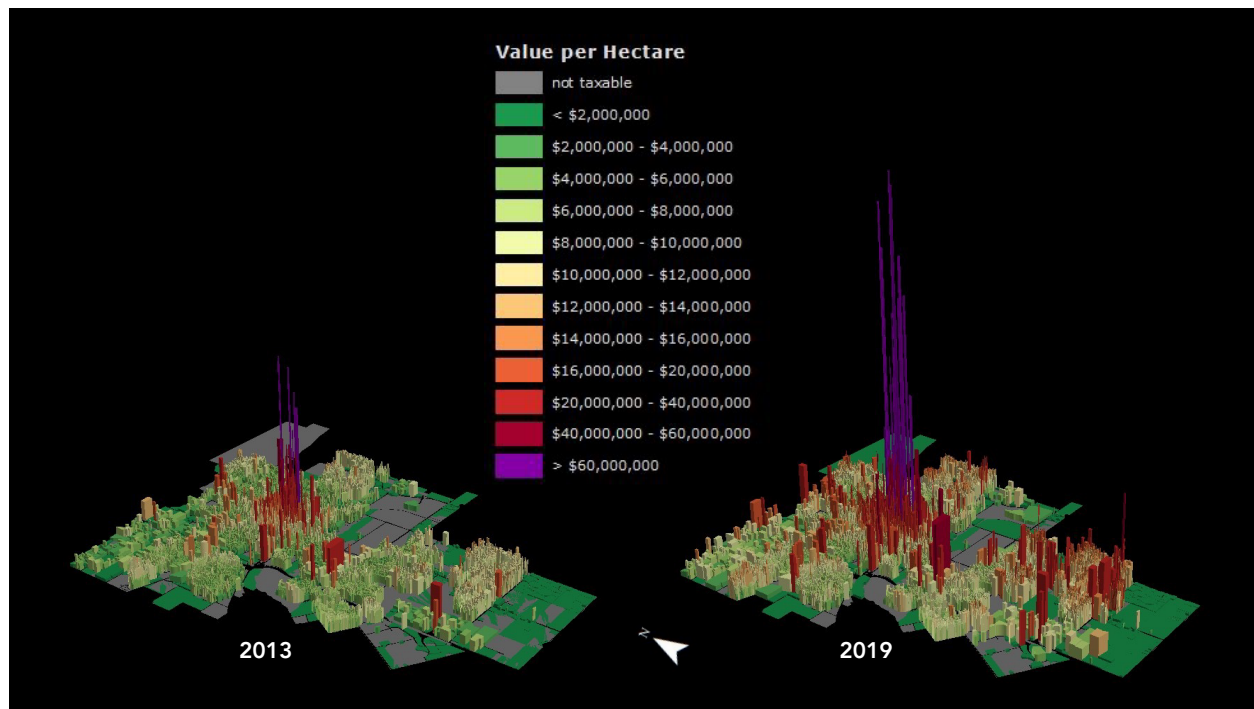 Value per Hectare
not taxable
< $2,000,000
$2,000,000 - $4,000,000
$4,000,000 - $6,000,000
$6,000,000 - $8,000,000
$8,000,000 - $10,000,000
$10,000,000 - $12,000,000
$12,000,000 - $14,000,000
$14,000,000 - $16,000,000
$16,000,000 - $20,000,000
$20,000,000 - $40,000,000
$40,000,000 - $60,000,000
> $60,000,000
2013
N
2019